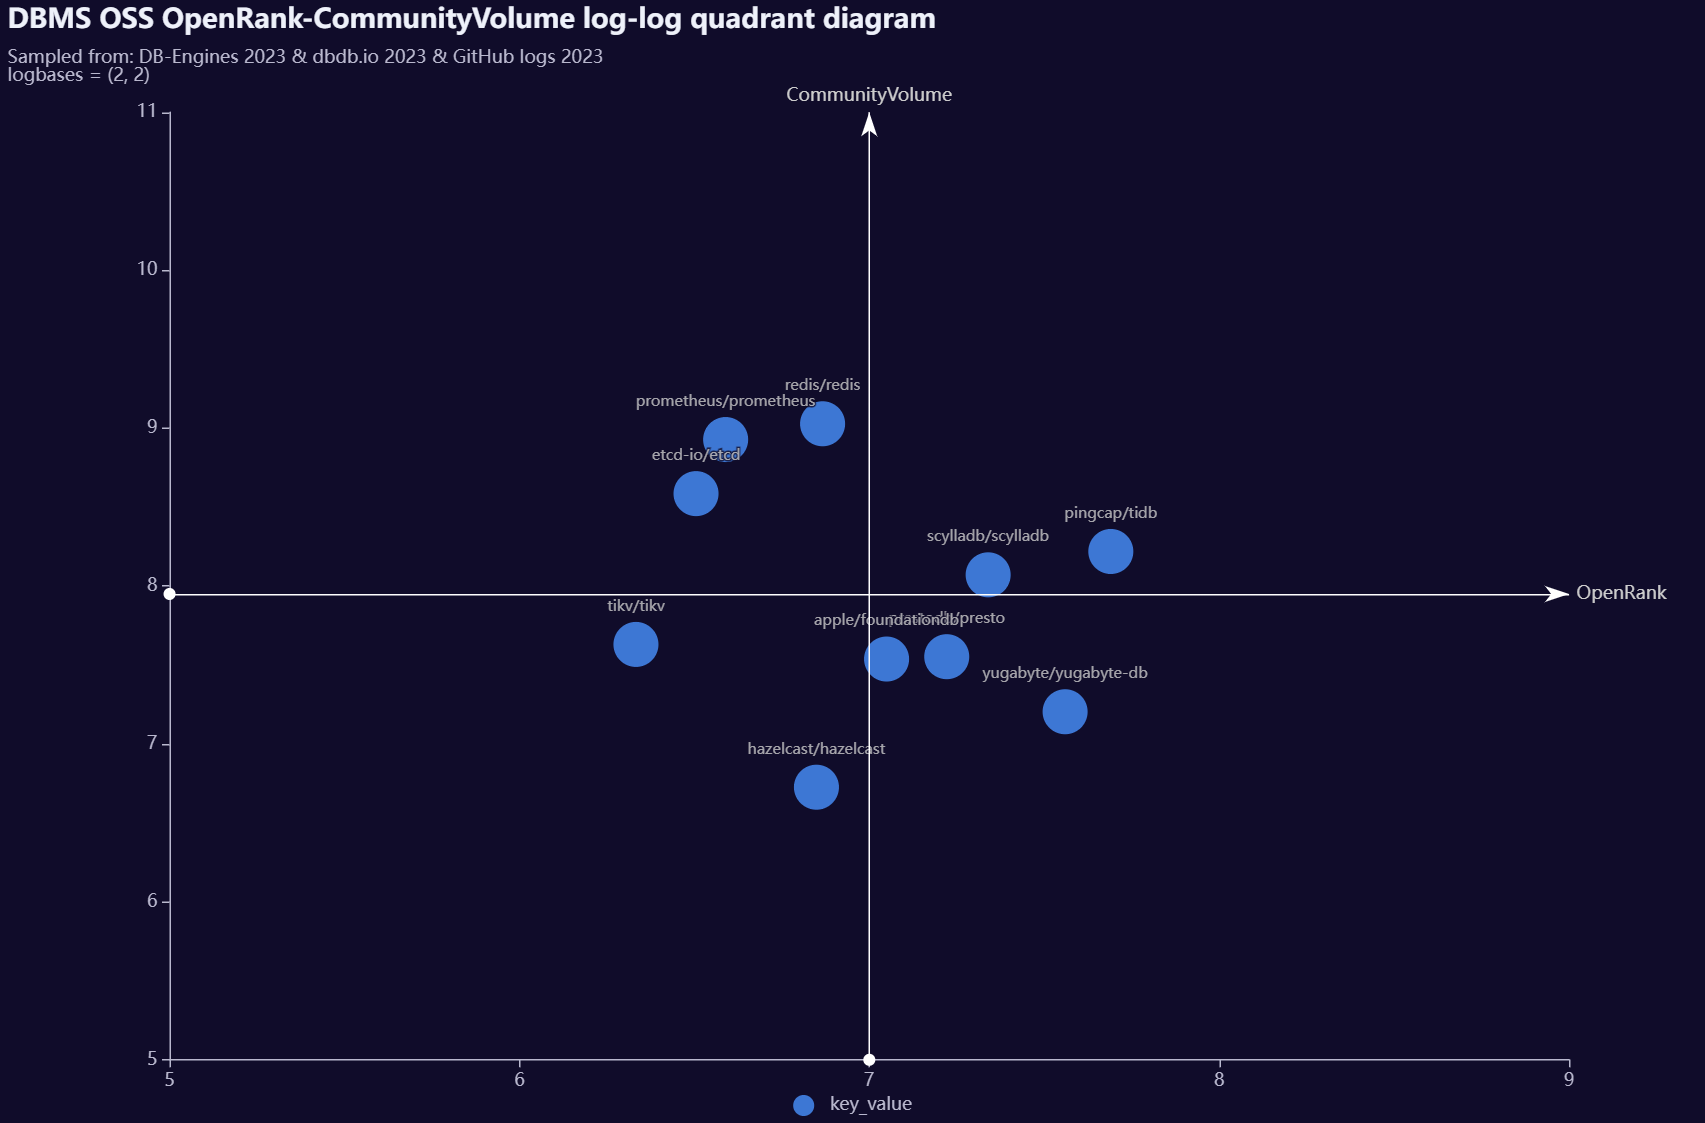 DBMS OSS OpenRank-CommunityVolume log-log quadrant diagram
Sampled from: DB-Engines 2023 & dbdb.io 2023 & GitHub logs 2023
logbases = (2, 2)
CommunityVolume
11
10
redis/redis
prometheus/prometheus
9
etcd-io/etcd
pingcap/tidb
scylladb/scylladb
8
OpenRank
tikv/tikv
apple/foundationdb
/presto
yugabyte/yugabyte-db
7
hazelcast/hazelcast
6
5
5 6 7 8 9
key_value